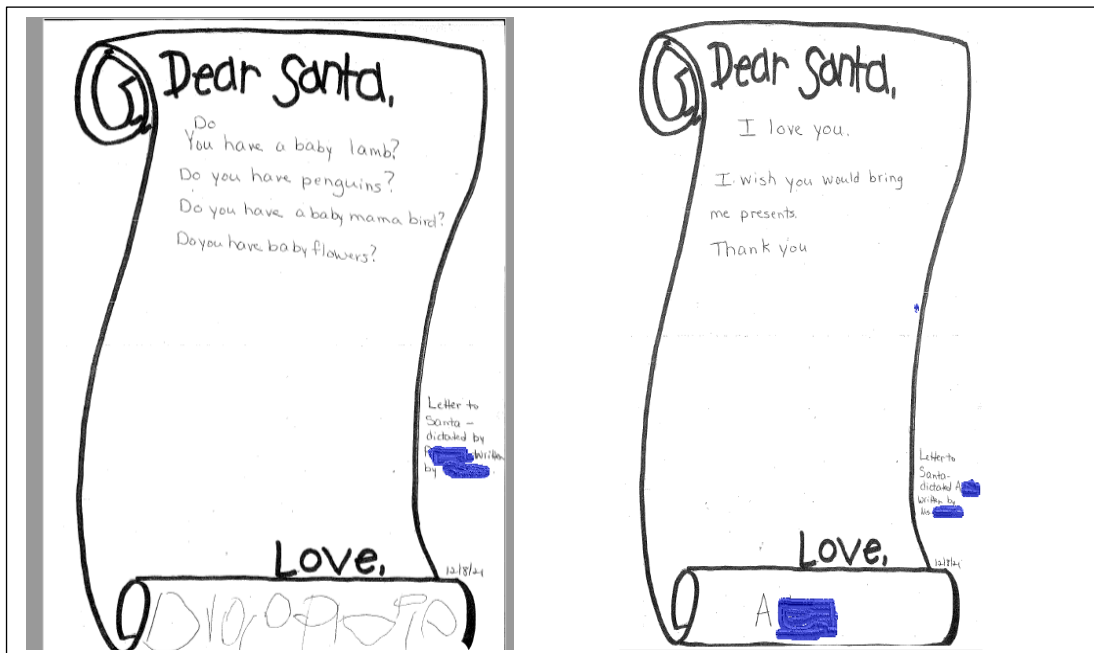 Dear Santa,
Do
You have a baby lamb?
Do you have penguins?
Do you have a baby mama bird?
Do you have baby flowers?
Letter to
Santa –
dictated by
Written
by
Love,
12/8/21
Dear Santa,
I love you.
I wish you would bring
me presents.
Thank you
Letter to
Santa-
dictated A
written by
Ms.
Love,
12/8/21
A